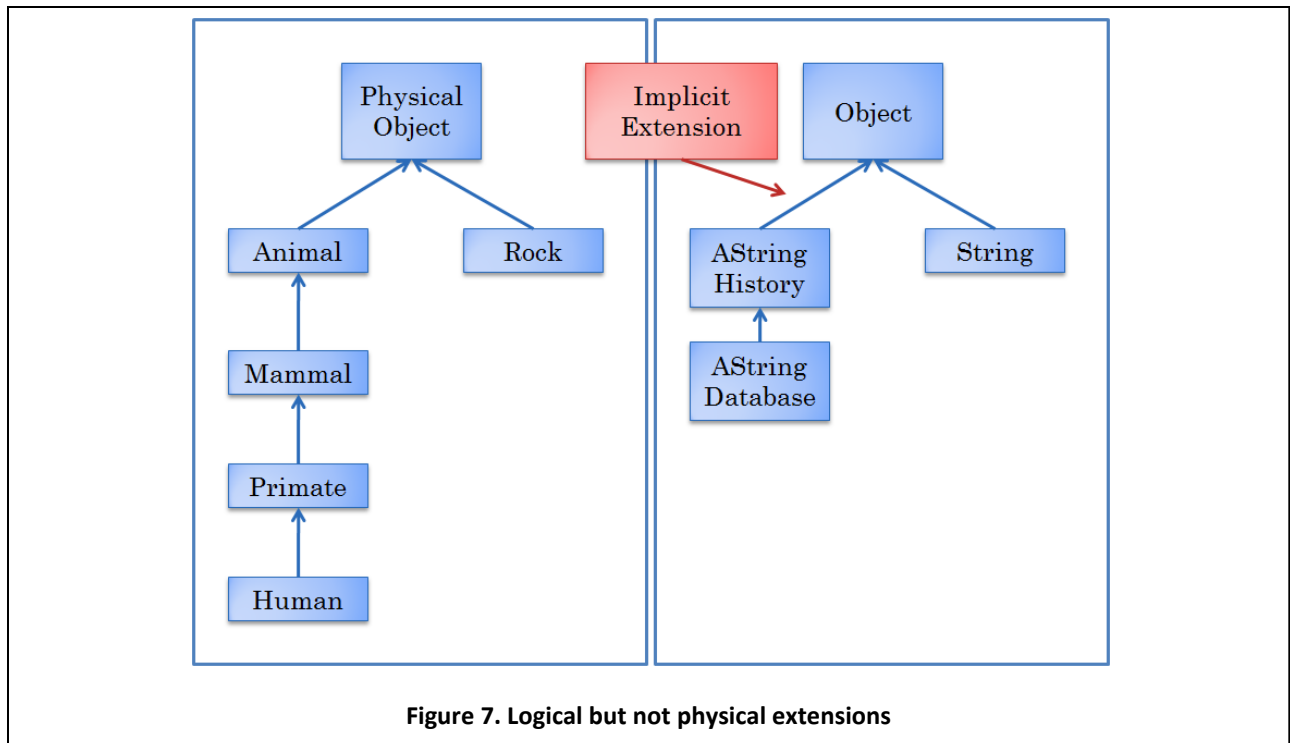 Physical
Object
Implicit
Extension
Object
Animal
Rock
AString
History
String
Mammal
AString
Database
Primate
Human
Figure 7. Logical but not physical extensions